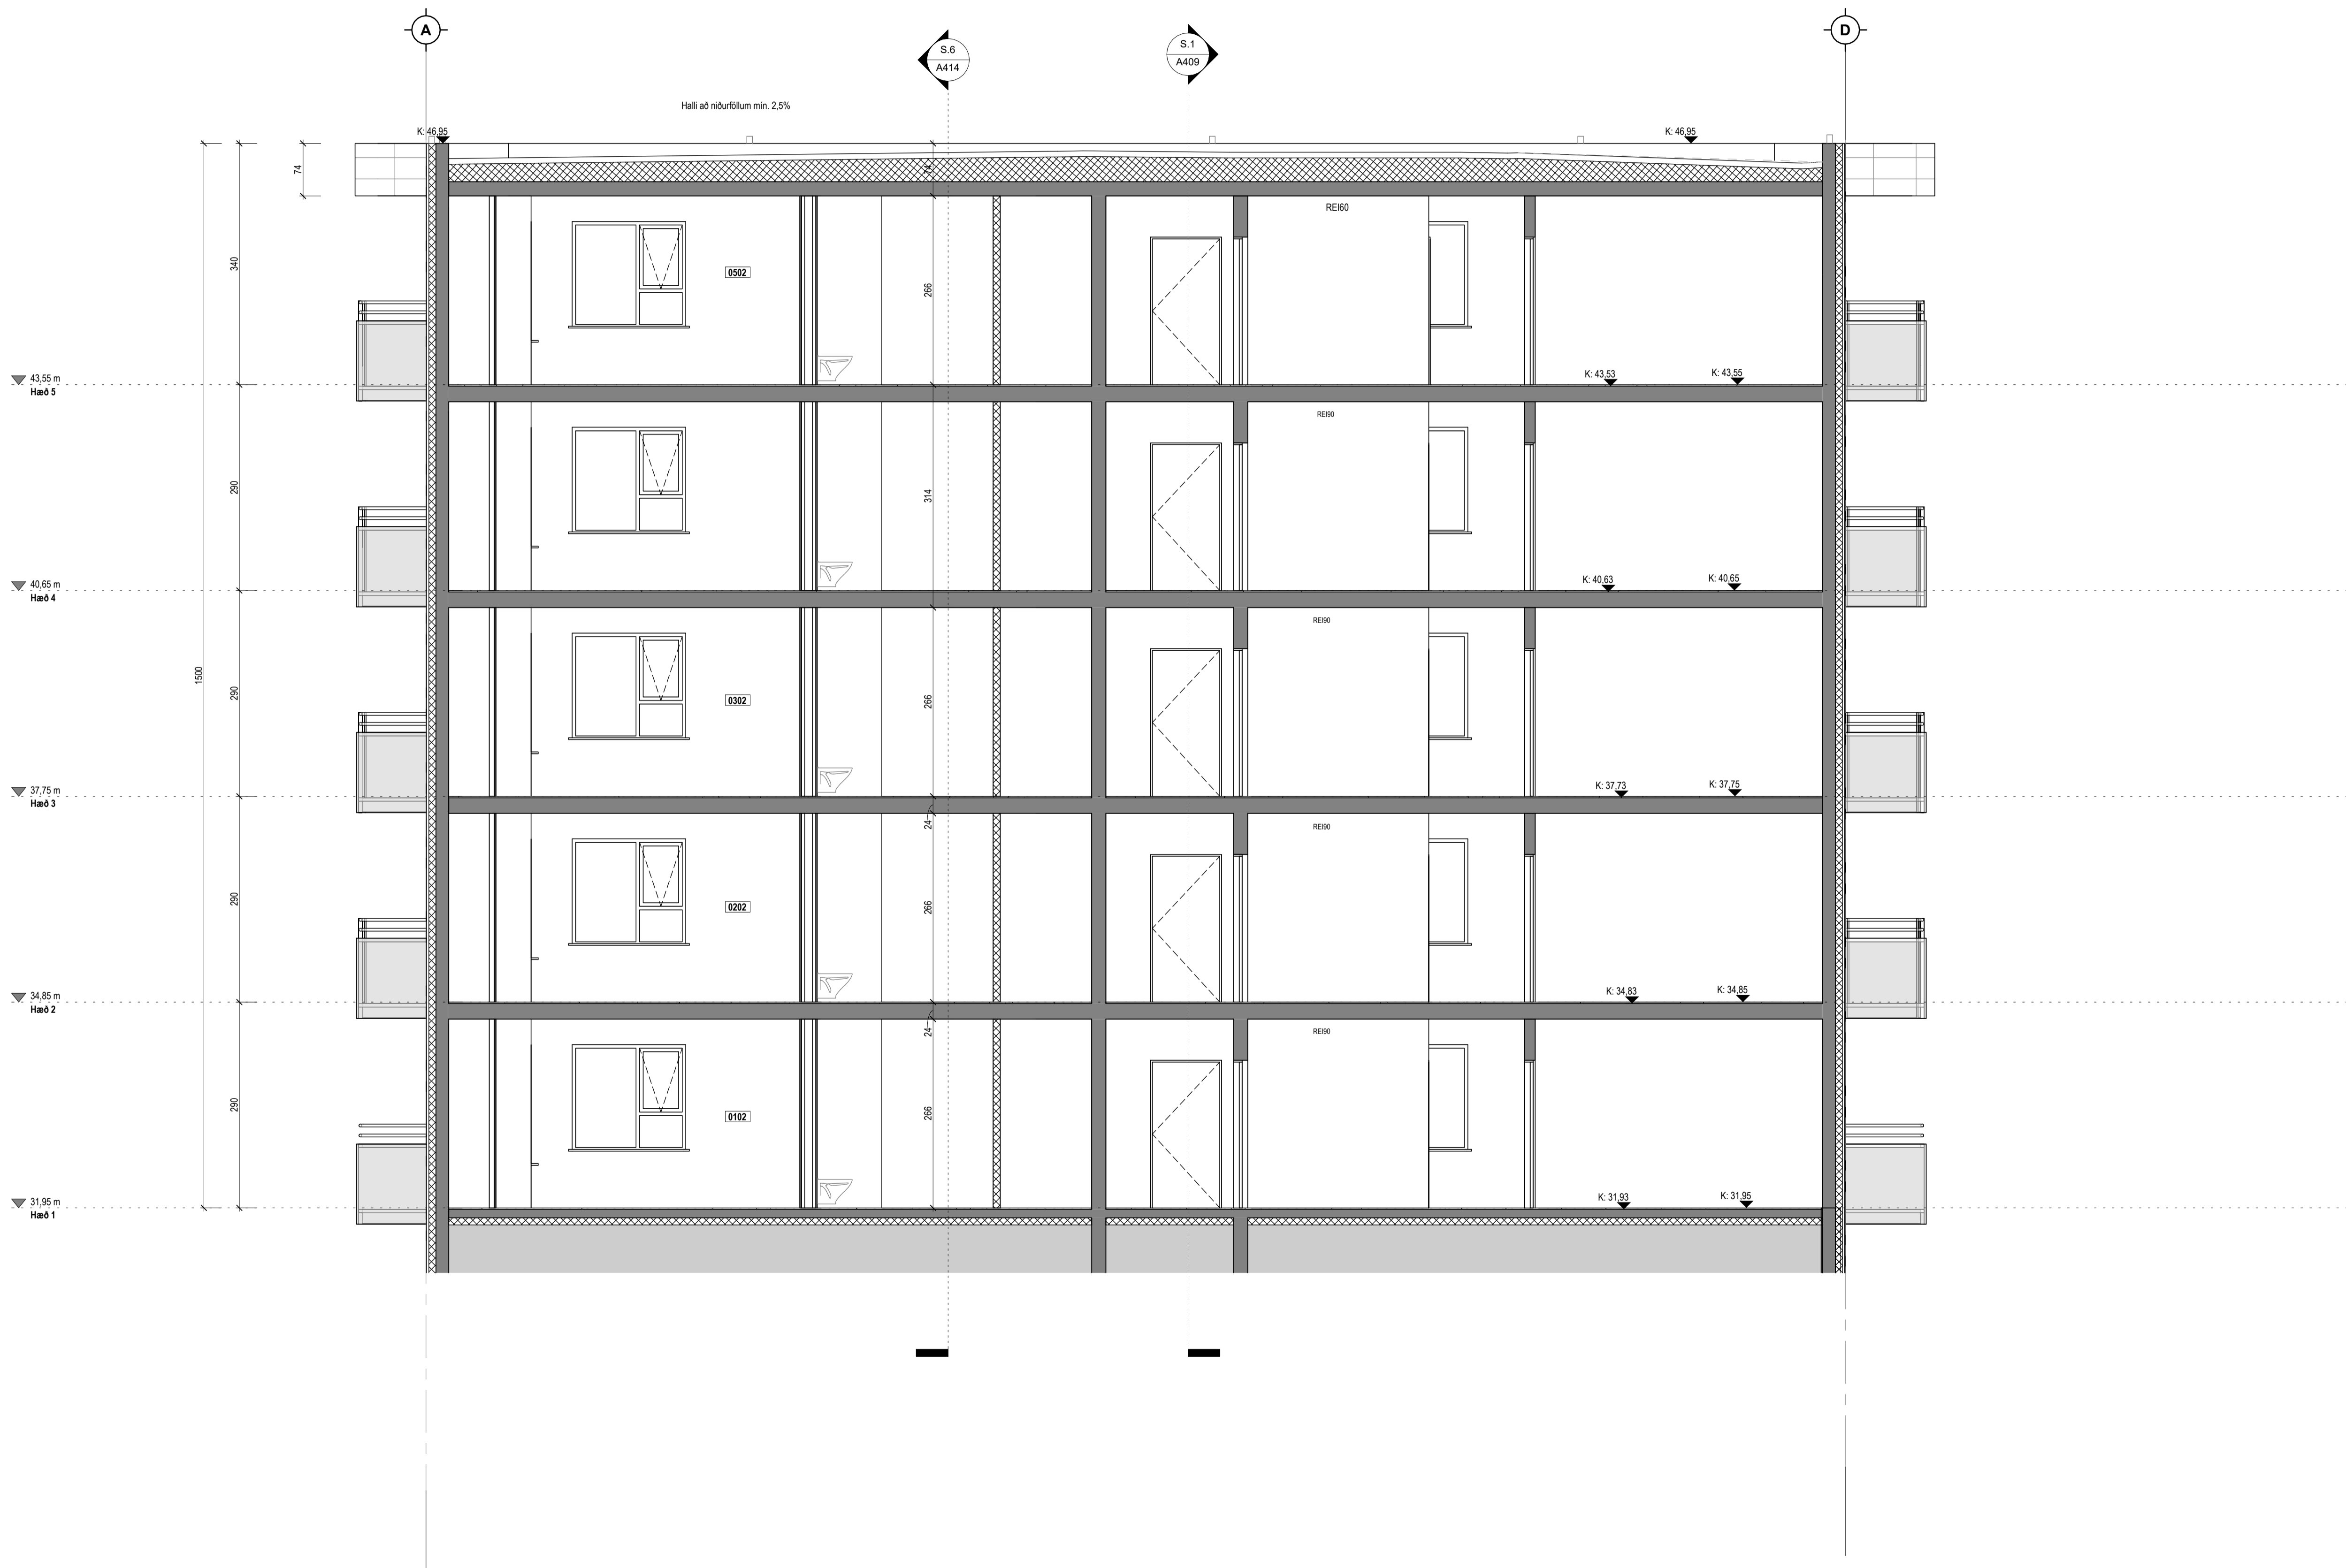 A
D
S.6
A414
S.1
A409
Halli að niðurföllum mín. 2,5%
K: 46,95
K: 46,95
74
74
REI60
340
0502
266
43,55 m
Hæð 5
K: 43,53
K: 43,55
REI90
290
314
40,65 m
Hæð 4
K: 40,63
K: 40,65
REI90
1500
290
0302
266
37,75 m
Hæð 3
K: 37,73
K: 37,75
24
REI90
290
0202
266
34,85 m
Hæð 2
K: 34,83
K: 34,85
24
REI90
290
0102
266
31,95 m
Hæð 1
K: 31,93
K: 31,95